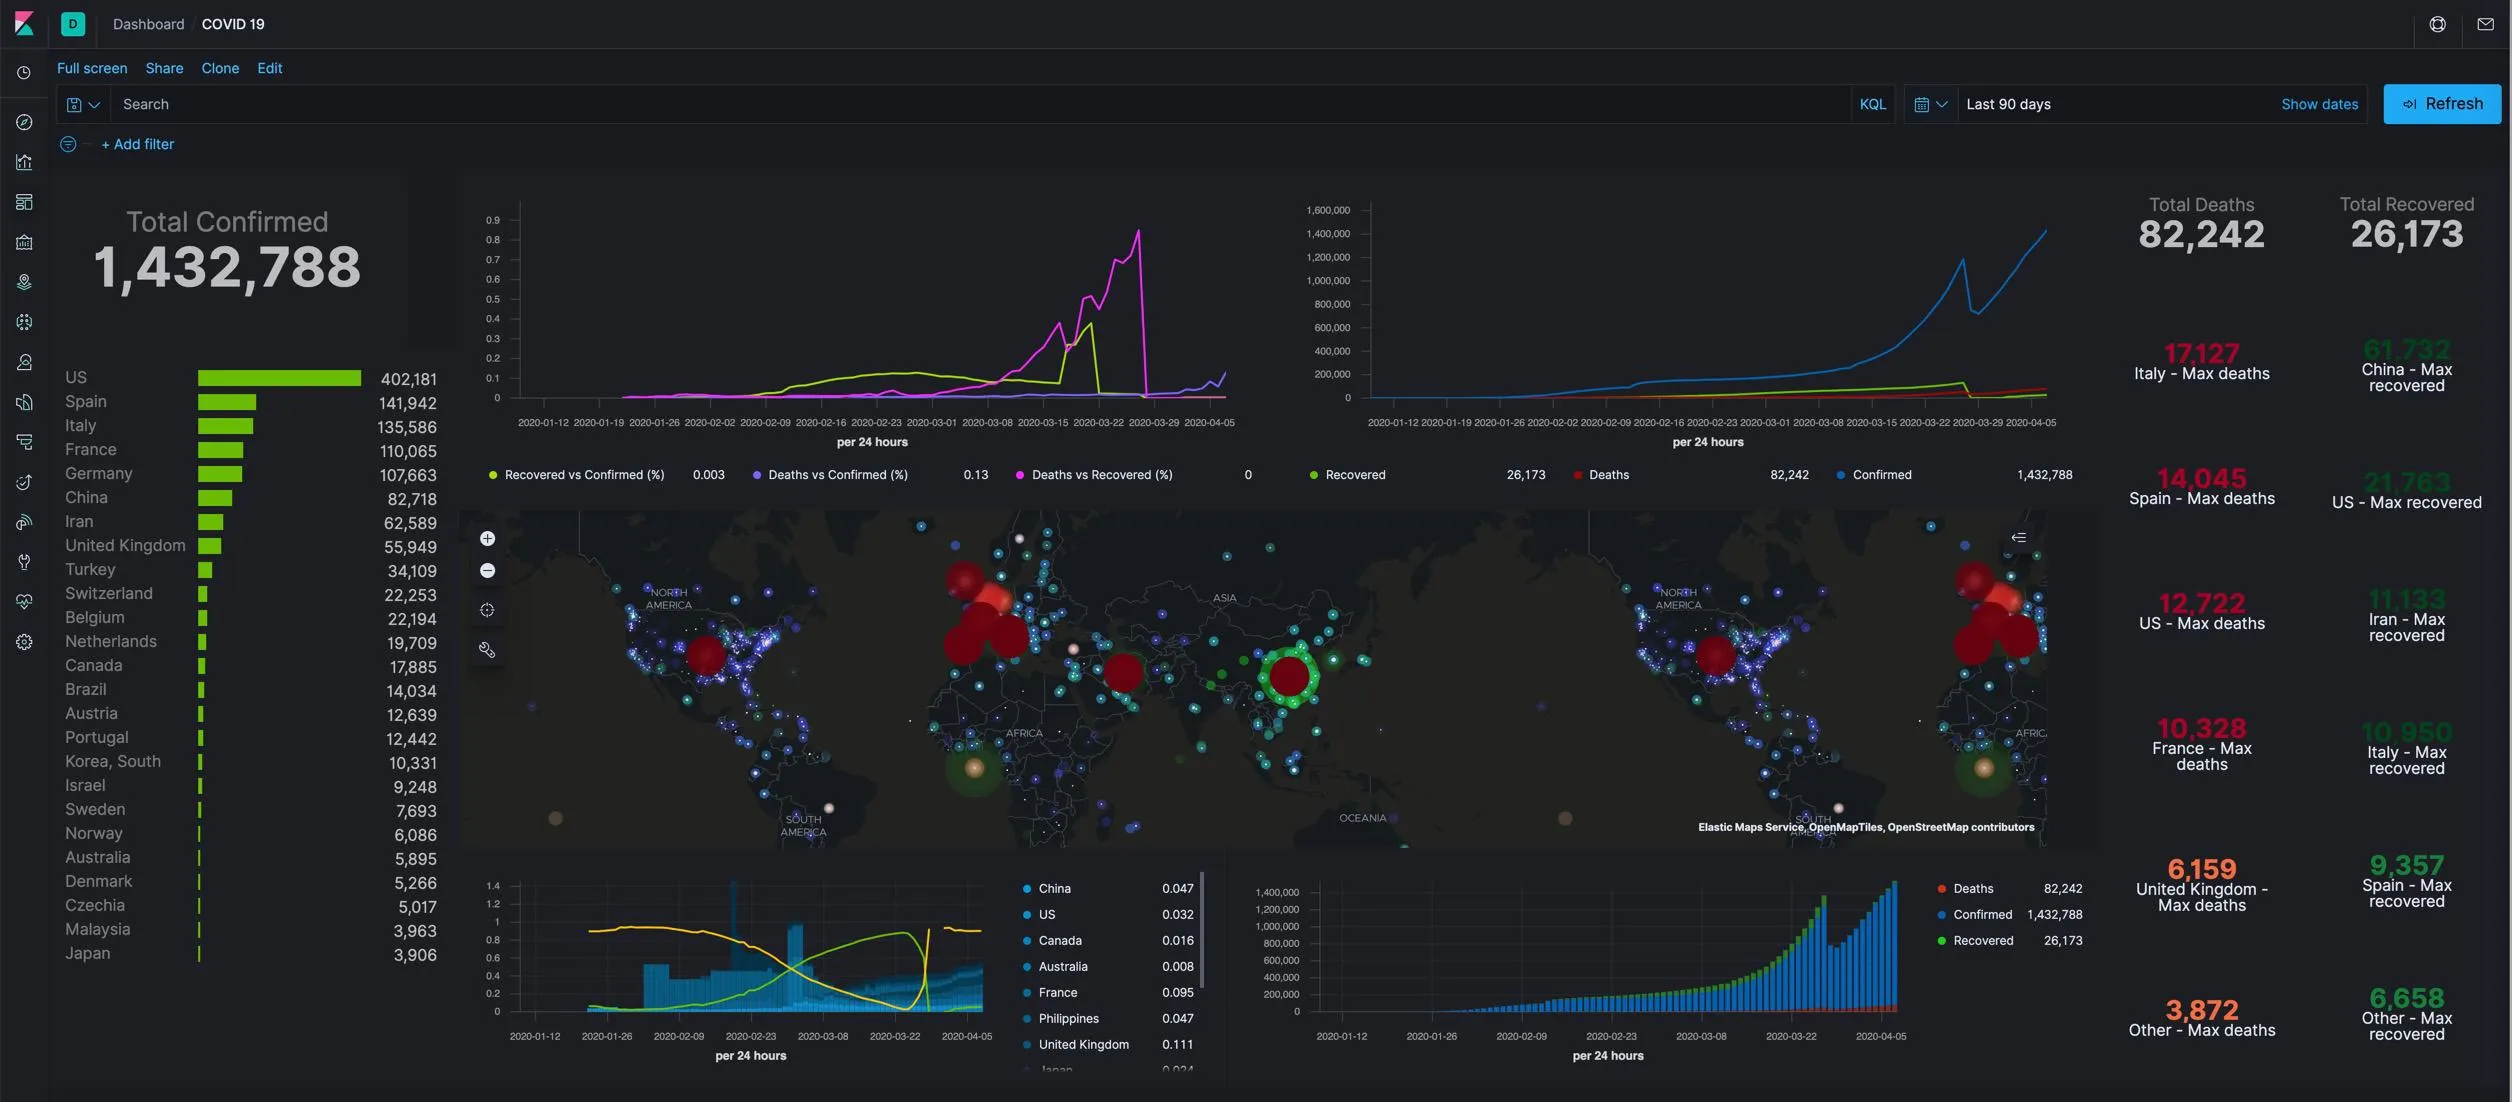 D
Dashboard / COVID 19
Full screen Share Clone Edit
Search
KQL
Last 90 days
Show dates
Refresh
+ Add filter
Total Confirmed
1,432,788
US 402,181
Spain 141,942
Italy 135,586
France 110,065
Germany 107,663
China 82,718
Iran 62,589
United Kingdom 55,949
Turkey 34,109
Switzerland 22,253
Belgium 22,194
Netherlands 19,709
Canada 17,885
Brazil 14,034
Austria 12,639
Portugal 12,442
Korea, South 10,331
Israel 9,248
Sweden 7,693
Norway 6,086
Australia 5,895
Denmark 5,266
Czechia 5,017
Malaysia 3,963
Japan 3,906
0.9
0.8
0.7
0.6
0.5
0.4
0.3
0.2
0.1
0
2020-01-12 2020-01-19 2020-01-26 2020-02-02 2020-02-09 2020-02-16 2020-02-23 2020-03-01 2020-03-08 2020-03-15 2020-03-22 2020-03-29 2020-04-05
per 24 hours
Recovered vs Confirmed (%) 0.003 Deaths vs Confirmed (%) 0.13 Deaths vs Recovered (%) 0
1,600,000
1,400,000
1,200,000
1,000,000
800,000
600,000
400,000
200,000
0
2020-01-12 2020-01-19 2020-01-26 2020-02-02 2020-02-09 2020-02-16 2020-02-23 2020-03-01 2020-03-08 2020-03-15 2020-03-22 2020-03-29 2020-04-05
per 24 hours
Recovered 26,173 Deaths 82,242 Confirmed 1,432,788
NORTH
AMERICA
ASIA
AFRICA
SOUTH
AMERICA
OCEANIA
NORTH
AMERICA
AFRIC
SOUTH
AMERICA
Elastic Maps Service, OpenMapTiles, OpenStreetMap contributors
1.4
1.2
1
0.8
0.6
0.4
0.2
0
2020-01-12 2020-01-26 2020-02-09 2020-02-23 2020-03-08 2020-03-22 2020-04-05
per 24 hours
China 0.047
US 0.032
Canada 0.016
Australia 0.008
France 0.095
Philippines 0.047
United Kingdom 0.111
Japan 0.024
1,400,000
1,200,000
1,000,000
800,000
600,000
400,000
200,000
0
2020-01-12 2020-01-26 2020-02-09 2020-02-23 2020-03-08 2020-03-22 2020-04-05
per 24 hours
Deaths 82,242
Confirmed 1,432,788
Recovered 26,173
Total Deaths
82,242
17,127
Italy - Max deaths
14,045
Spain - Max deaths
12,722
US - Max deaths
10,328
France - Max
deaths
6,159
United Kingdom -
Max deaths
3,872
Other - Max deaths
Total Recovered
26,173
61,732
China - Max
recovered
21,763
US - Max recovered
11,133
Iran - Max
recovered
10,950
Italy - Max
recovered
9,357
Spain - Max
recovered
6,658
Other - Max
recovered